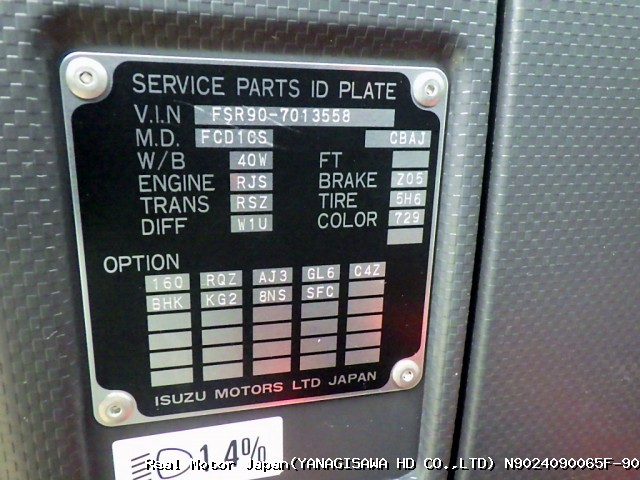 SERVICE PARTS ID PLATE
V.I.N FSR90-7013558
M.D. FCD1GS CBAJ
W/B 40W FT
ENGINE RJS BRAKE Z05
TRANS RSZ TIRE 5H6
DIFF W1U COLOR 729
OPTION
160 RQZ AJ3 GL6 C4Z
BHK KG2 8NS SFC
ISUZU MOTORS LTD JAPAN
1.4%
Real Motor Japan(YANAGISAWA HD CO.,LTD) N9024090065F-90